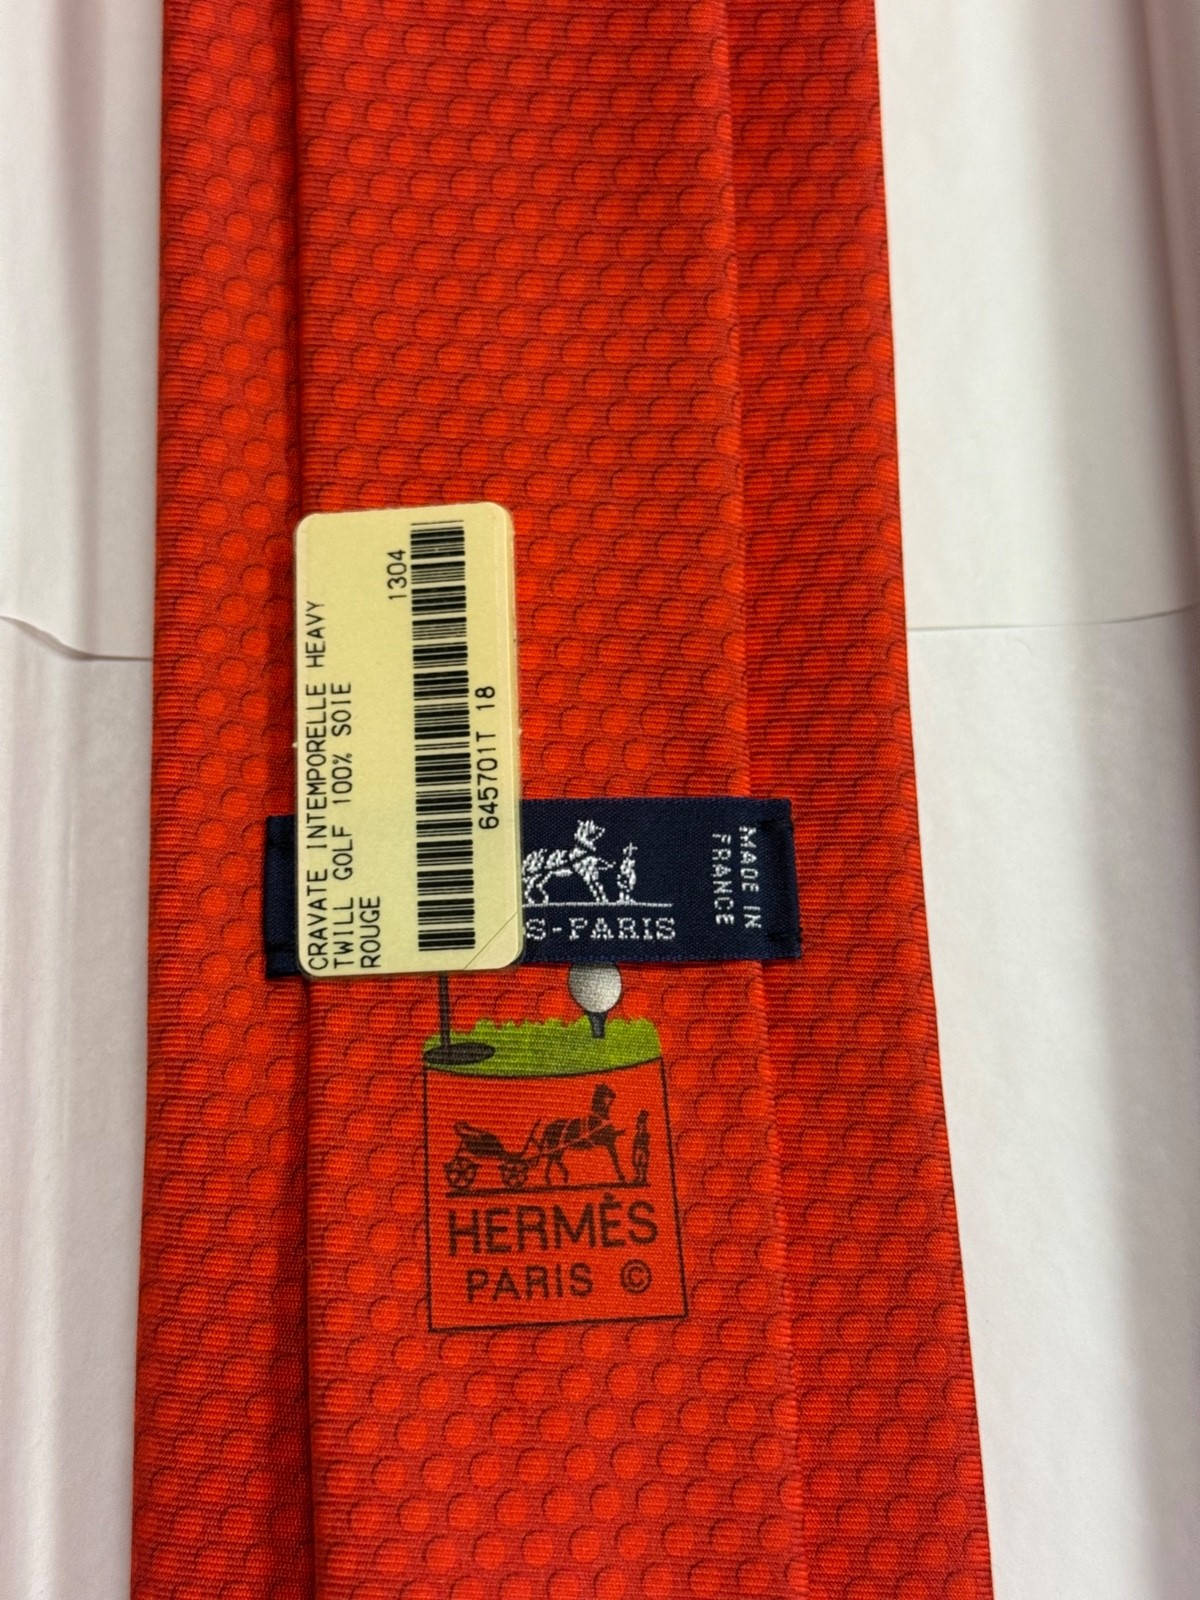 CRAVATE INTEMPORELLE HEAVY
TWILL GOLF 100% SOIE
ROUGE
1304
645701T 18
S-PARIS
MADE IN
FRANCE
HERMÈS
PARIS ©